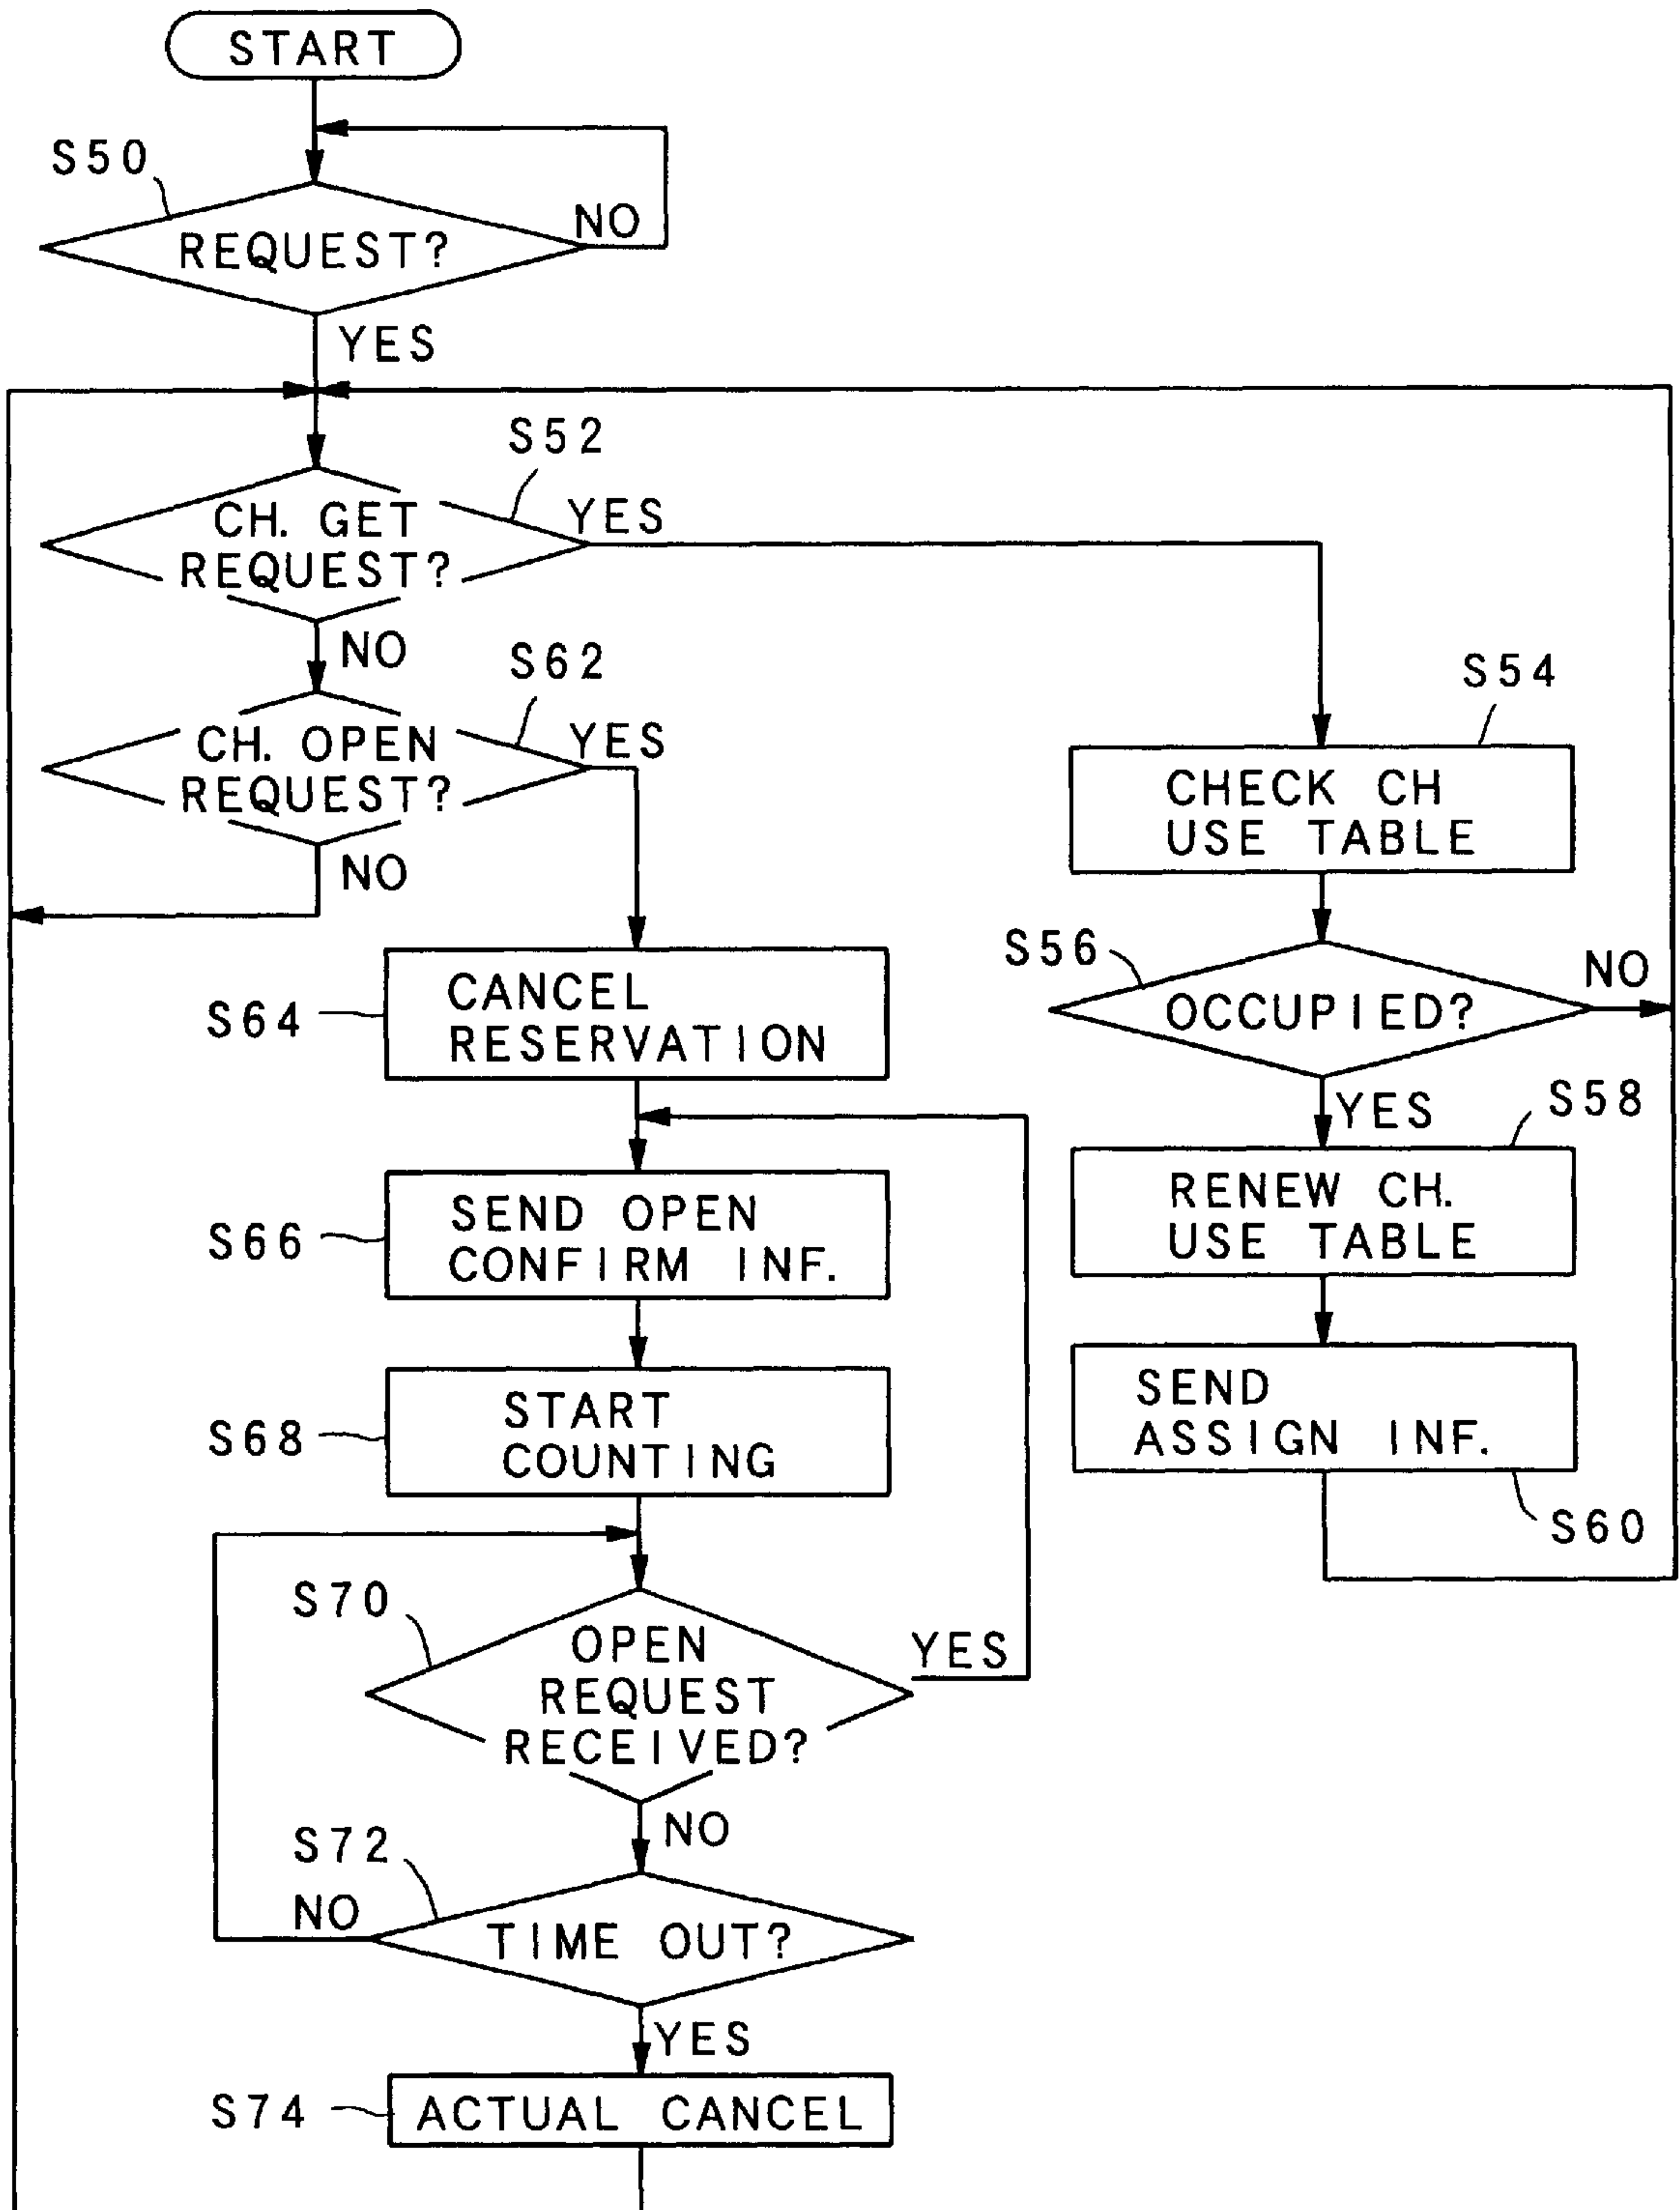 START
S50
NO
REQUEST?
YES
S52
CH. GET
REQUEST?
YES
NO
S62
CH. OPEN
REQUEST?
YES
NO
S54
CHECK CH
USE TABLE
S56
OCCUPIED?
NO
YES
S58
RENEW CH.
USE TABLE
SEND
ASSIGN INF.
S60
S64
CANCEL
RESERVATION
S66
SEND OPEN
CONFIRM INF.
S68
START
COUNTING
S70
OPEN
REQUEST
RECEIVED?
YES
NO
S72
NO
TIME OUT?
YES
S74
ACTUAL CANCEL